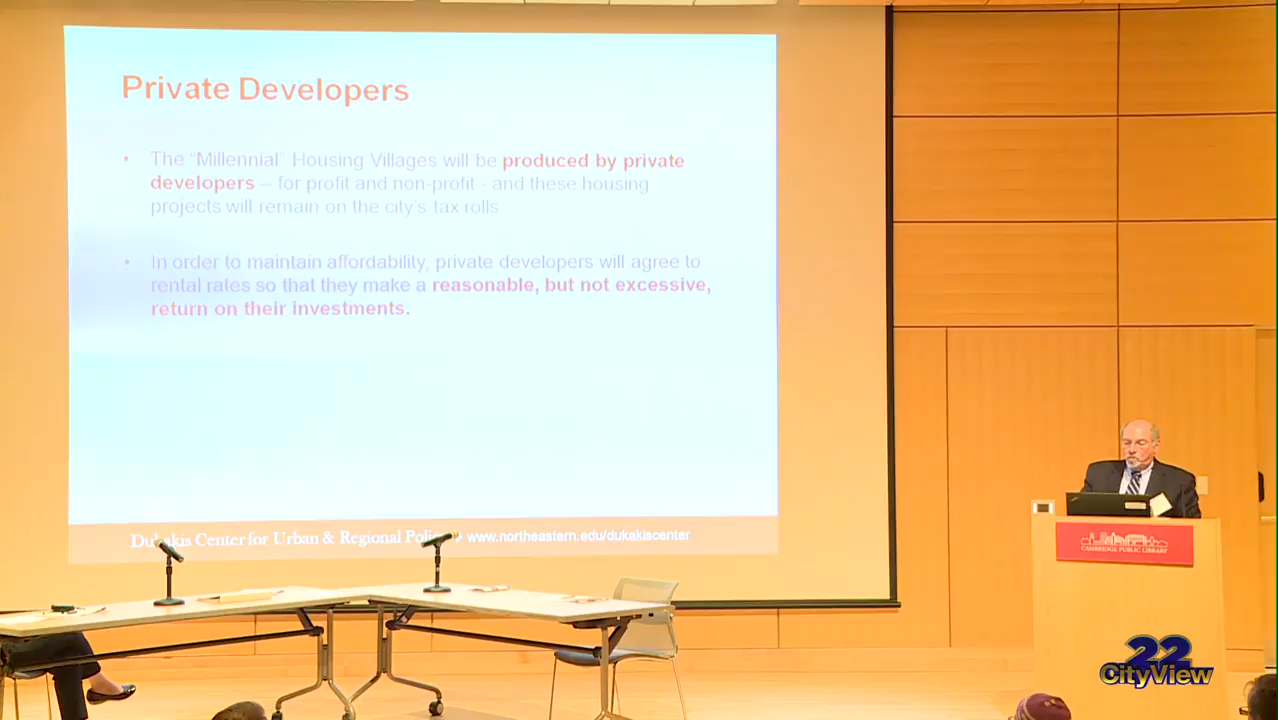 Private Developers
• The "Millennial" Housing Villages will be produced by private
developers – for profit and non-profit - and these housing
projects will remain on the city's tax rolls
• In order to maintain affordability, private developers will agree to
rental rates so that they make a reasonable, but not excessive,
return on their investments.
Center for Urban & Regional
www.northeastern.edu/dukakiscenter
CAMBRIDGE PUBLIC LIBRARY
22
CityView